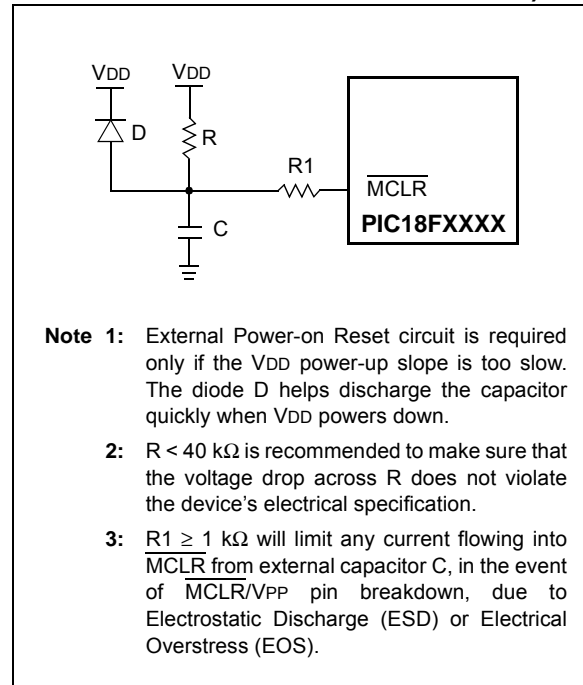 VDD VDD
D
R
R1
MCLR
PIC18FXXXX
C
Note 1: External Power-on Reset circuit is required
only if the VDD power-up slope is too slow.
The diode D helps discharge the capacitor
quickly when VDD powers down.
2: R < 40 kΩ is recommended to make sure that
the voltage drop across R does not violate
the device's electrical specification.
3: R1 ≥ 1 kΩ will limit any current flowing into
MCLR from external capacitor C, in the event
of MCLR/VPP pin breakdown, due to
Electrostatic Discharge (ESD) or Electrical
Overstress (EOS).